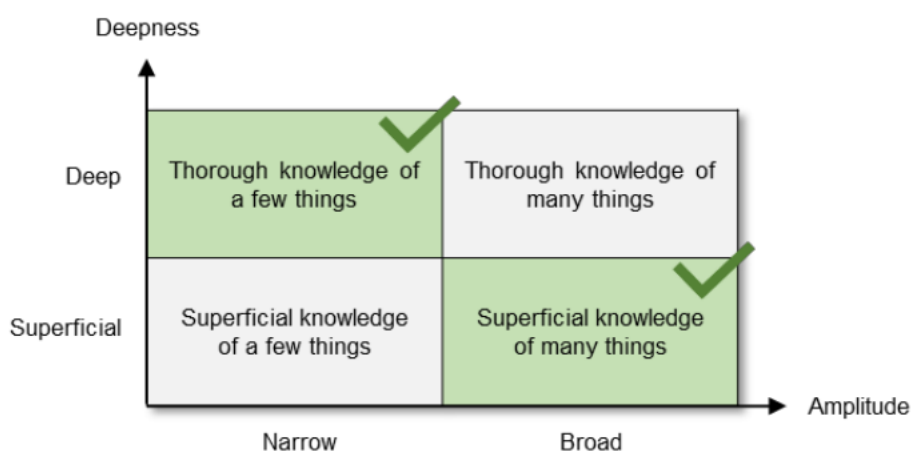 Deepness
Deep
Thorough knowledge of
a few things
Thorough knowledge of
many things
Superficial
Superficial knowledge
of a few things
Superficial knowledge
of many things
Amplitude
Narrow
Broad